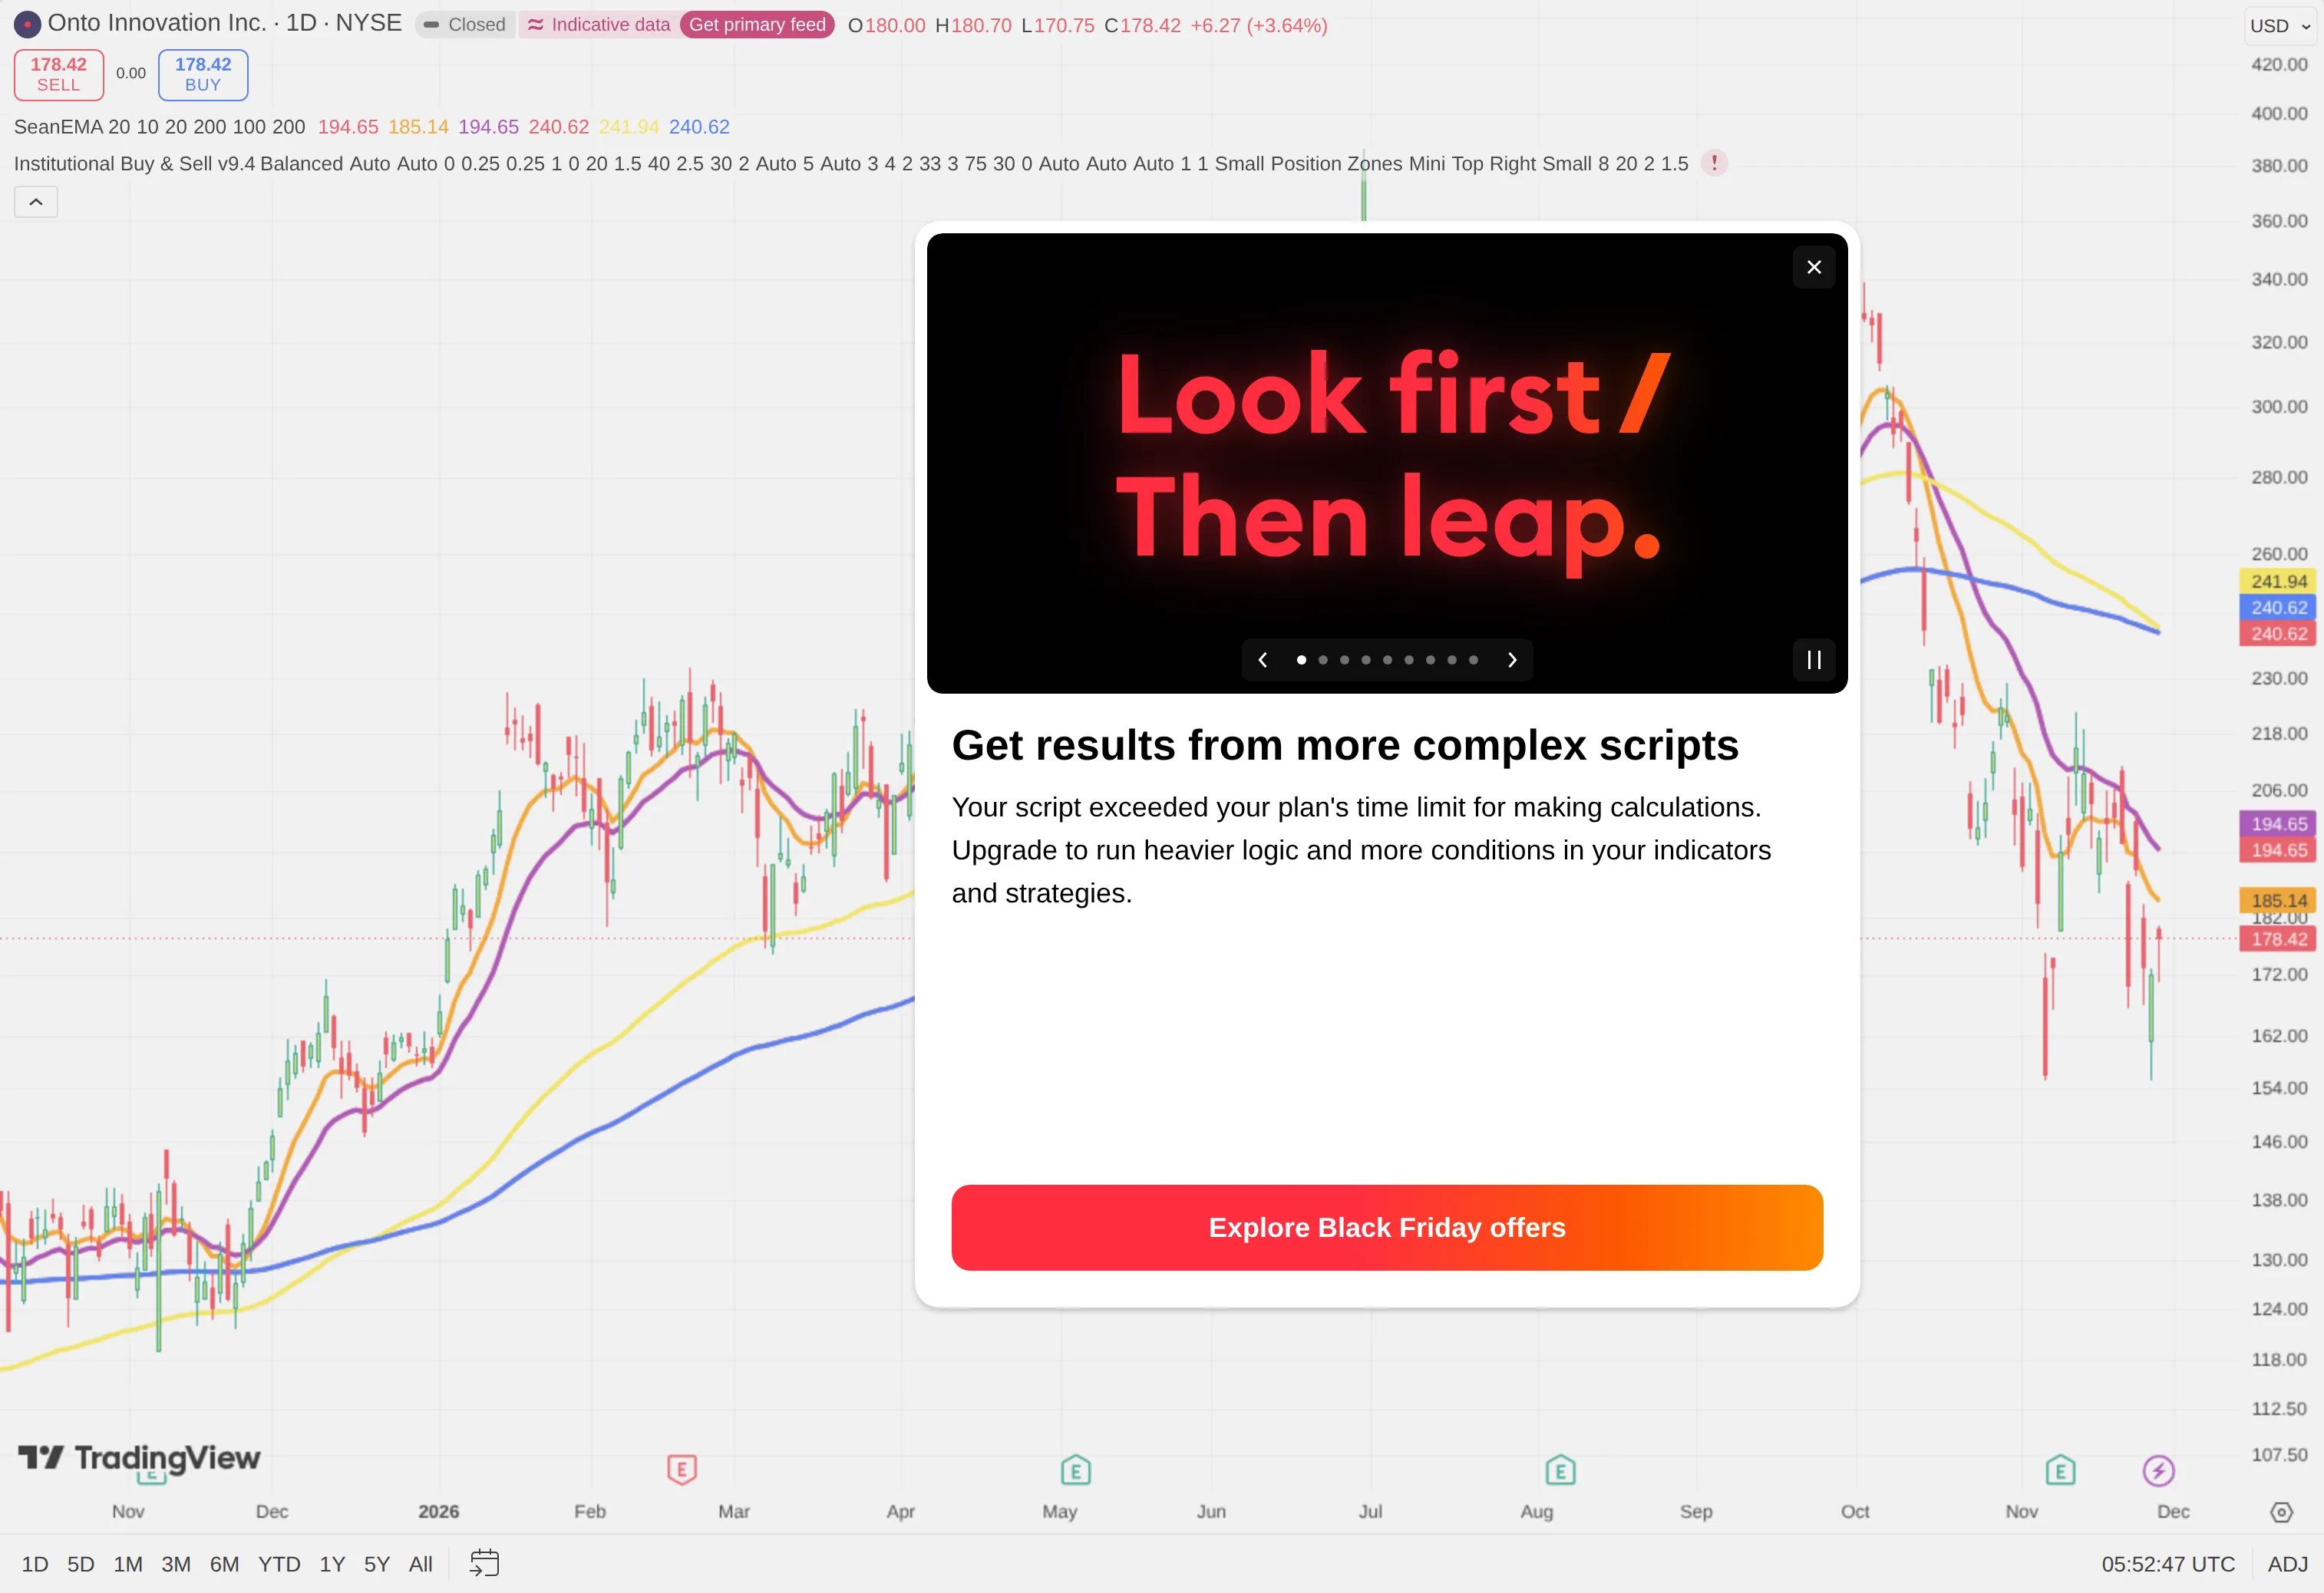 Onto Innovation Inc. · 1D · NYSE Closed Indicative data Get primary feed O180.00 H180.70 L170.75 C178.42 +6.27 (+3.64%)
USD
178.42
SELL
0.00
178.42
BUY
SeanEMA 20 10 20 200 100 200 194.65 185.14 194.65 240.62 241.94 240.62
Institutional Buy & Sell v9.4 Balanced Auto Auto 0 0.25 0.25 1 0 20 1.5 40 2.5 30 2 Auto 5 Auto 3 4 2 33 3 75 30 0 Auto Auto Auto 1 1 Small Position Zones Mini Top Right Small 8 20 2 1.5
Look first /
Then leap.
Get results from more complex scripts
Your script exceeded your plan's time limit for making calculations.
Upgrade to run heavier logic and more conditions in your indicators
and strategies.
Explore Black Friday offers
420.00
400.00
380.00
360.00
340.00
320.00
300.00
280.00
260.00
241.94
240.62
240.62
230.00
218.00
206.00
194.65
194.65
185.14
182.00
178.42
172.00
162.00
154.00
146.00
138.00
130.00
124.00
118.00
112.50
107.50
TradingView
E E E E E
Nov Dec 2026 Feb Mar Apr May Jun Jul Aug Sep Oct Nov Dec
1D 5D 1M 3M 6M YTD 1Y 5Y All
05:52:47 UTC ADJ